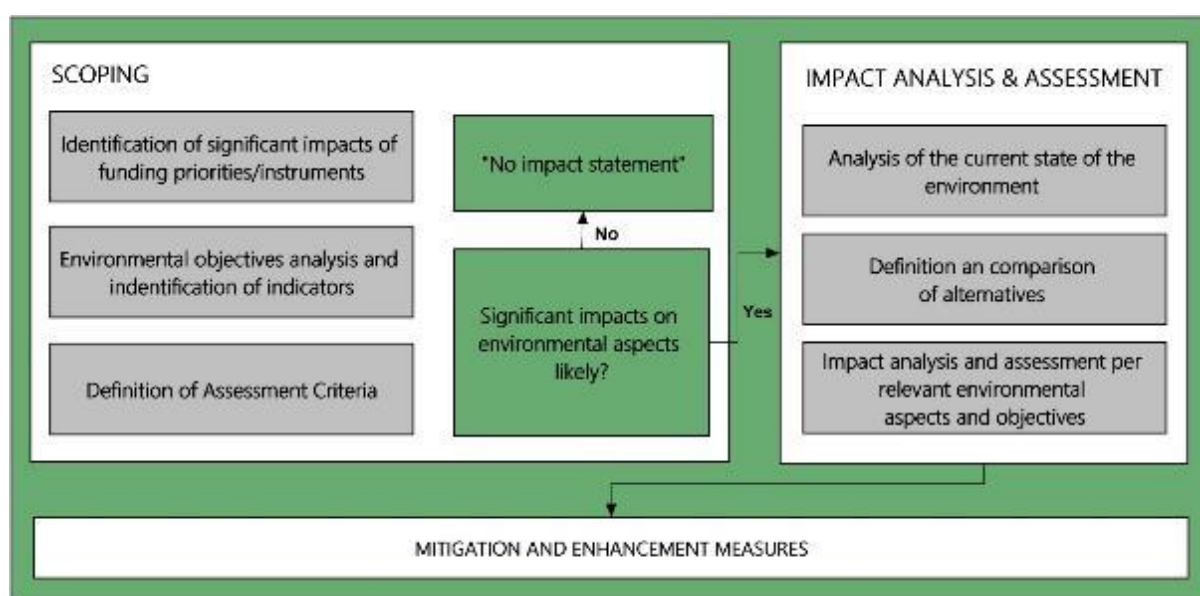 SCOPING
Identification of significant impacts of
funding priorities/instruments
Environmental objectives analysis and
indentification of indicators
Definition of Assessment Criteria
"No impact statement"
No
Significant impacts on
environmental aspects
likely?
Yes
IMPACT ANALYSIS & ASSESSMENT
Analysis of the current state of the
environment
Definition an comparison
of alternatives
Impact analysis and assessment per
relevant environmental
aspects and objectives
MITIGATION AND ENHANCEMENT MEASURES